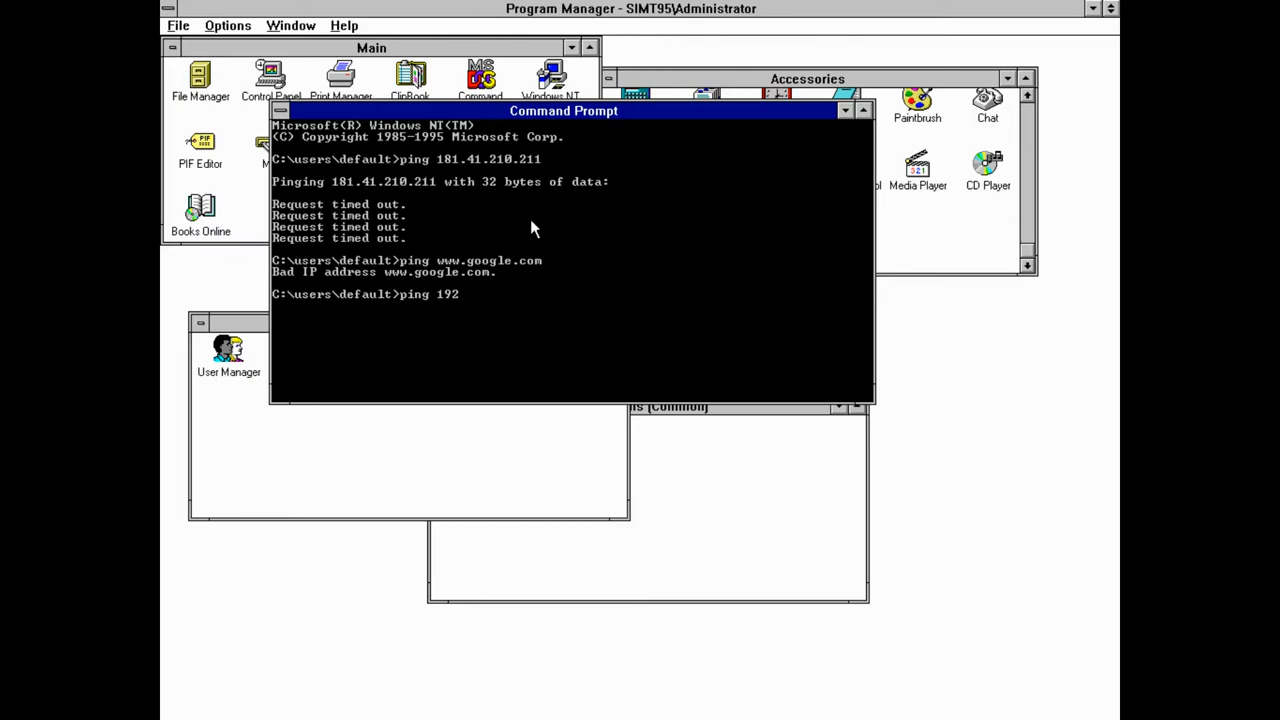 Program Manager - SIMT95\Administrator
File Options Window Help
Main
File Manager Control Panel Print Manager ClipBook Command Windows NT
PIF Editor
Books Online
Accessories
Paintbrush Chat
Media Player CD Player
Command Prompt
Microsoft(R) Windows NT(TM)
(C) Copyright 1985-1995 Microsoft Corp.
C:\users\default>ping 181.41.210.211
Pinging 181.41.210.211 with 32 bytes of data:
Request timed out.
Request timed out.
Request timed out.
Request timed out.
C:\users\default>ping www.google.com
Bad IP address www.google.com.
C:\users\default>ping 192
User Manager
(Common)